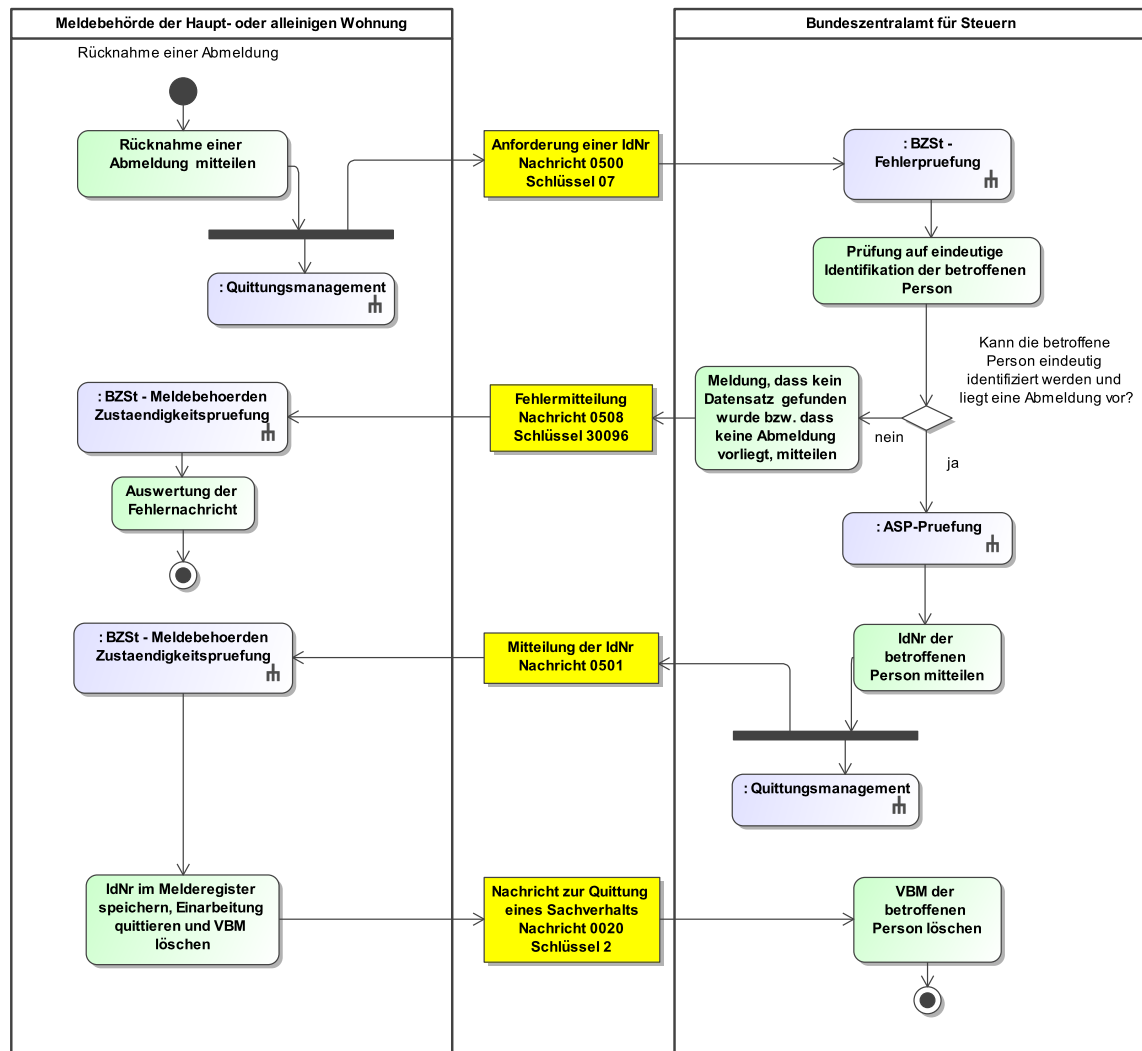 Meldebehörde der Haupt- oder alleinigen Wohnung
Bundeszentralamt für Steuern
Rücknahme einer Abmeldung
Rücknahme einer
Abmeldung mitteilen
Anforderung einer IdNr
Nachricht 0500
Schlüssel 07
: BZSt -
Fehlerpruefung
: Quittungsmanagement
Prüfung auf eindeutige
Identifikation der betroffenen
Person
Kann die betroffene
Person eindeutig
identifiziert werden und
liegt eine Abmeldung vor?
nein
ja
Meldung, dass kein
Datensatz gefunden
wurde bzw. dass
keine Abmeldung
vorliegt, mitteilen
Fehlermitteilung
Nachricht 0508
Schlüssel 30096
: BZSt - Meldebehoerden
Zustaendigkeitspruefung
Auswertung der
Fehlernachricht
: ASP-Pruefung
IdNr der
betroffenen
Person mitteilen
Mitteilung der IdNr
Nachricht 0501
: BZSt - Meldebehoerden
Zustaendigkeitspruefung
: Quittungsmanagement
IdNr im Melderegister
speichern, Einarbeitung
quittieren und VBM
löschen
Nachricht zur Quittung
eines Sachverhalts
Nachricht 0020
Schlüssel 2
VBM der
betroffenen
Person löschen